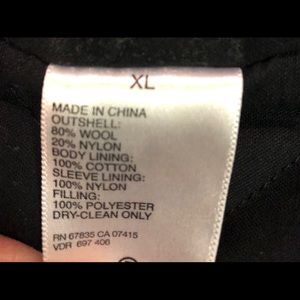 XL
MADE IN CHINA
OUTSHELL:
80% WOOL
20% NYLON
BODY LINING:
100% COTTON
SLEEVE LINING:
100% NYLON
FILLING:
100% POLYESTER
DRY-CLEAN ONLY
RN 67835 CA 07415
VDR 697 406